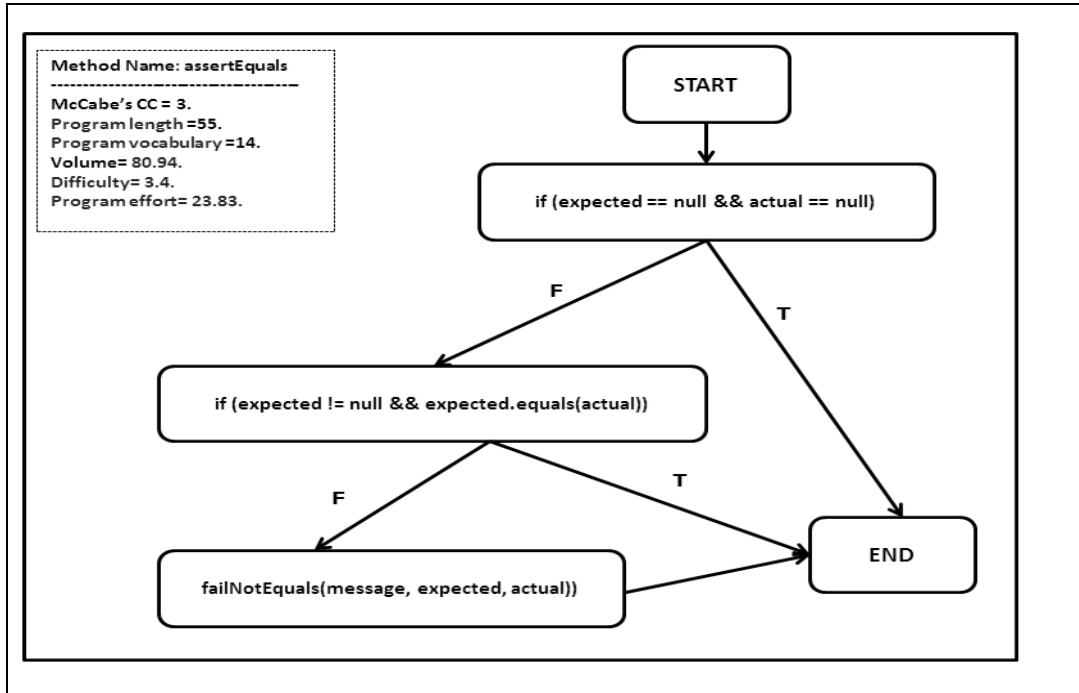 Method Name: assertEquals
----------------------------------------
McCabe's CC = 3.
Program length =55.
Program vocabulary =14.
Volume= 80.94.
Difficulty= 3.4.
Program effort= 23.83.
START
if (expected == null && actual == null)
F
T
if (expected != null && expected.equals(actual))
F
T
END
failNotEquals(message, expected, actual))